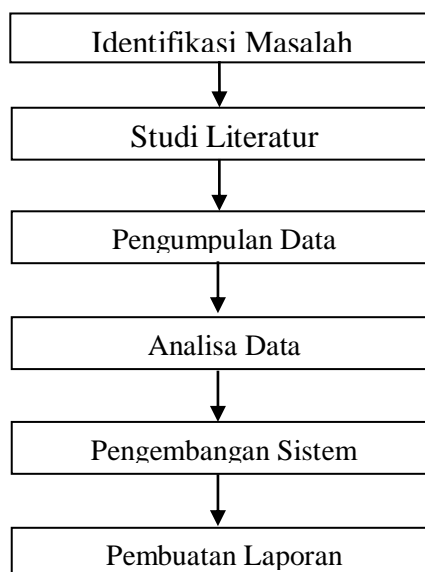 Identifikasi Masalah
Studi Literatur
Pengumpulan Data
Analisa Data
Pengembangan Sistem
Pembuatan Laporan